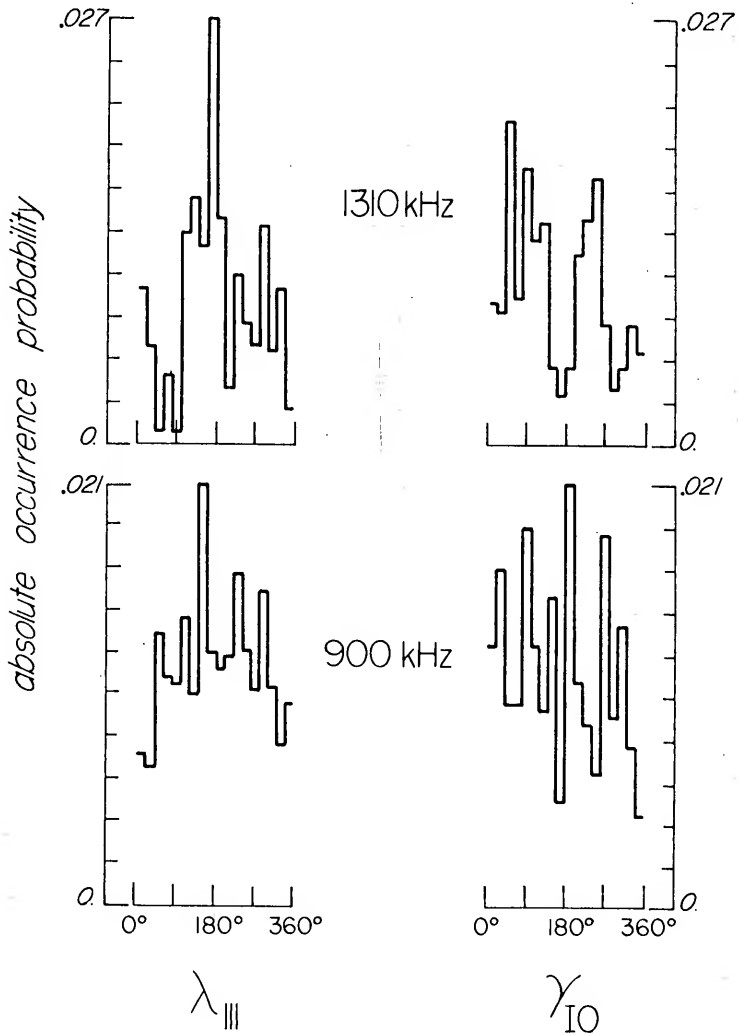 .027
.027
1310 kHz
absolute occurrence probability
0.
0.
.021
.021
900 kHz
0.
0.
0° 180° 360°
0° 180° 360°
λIII
γIO